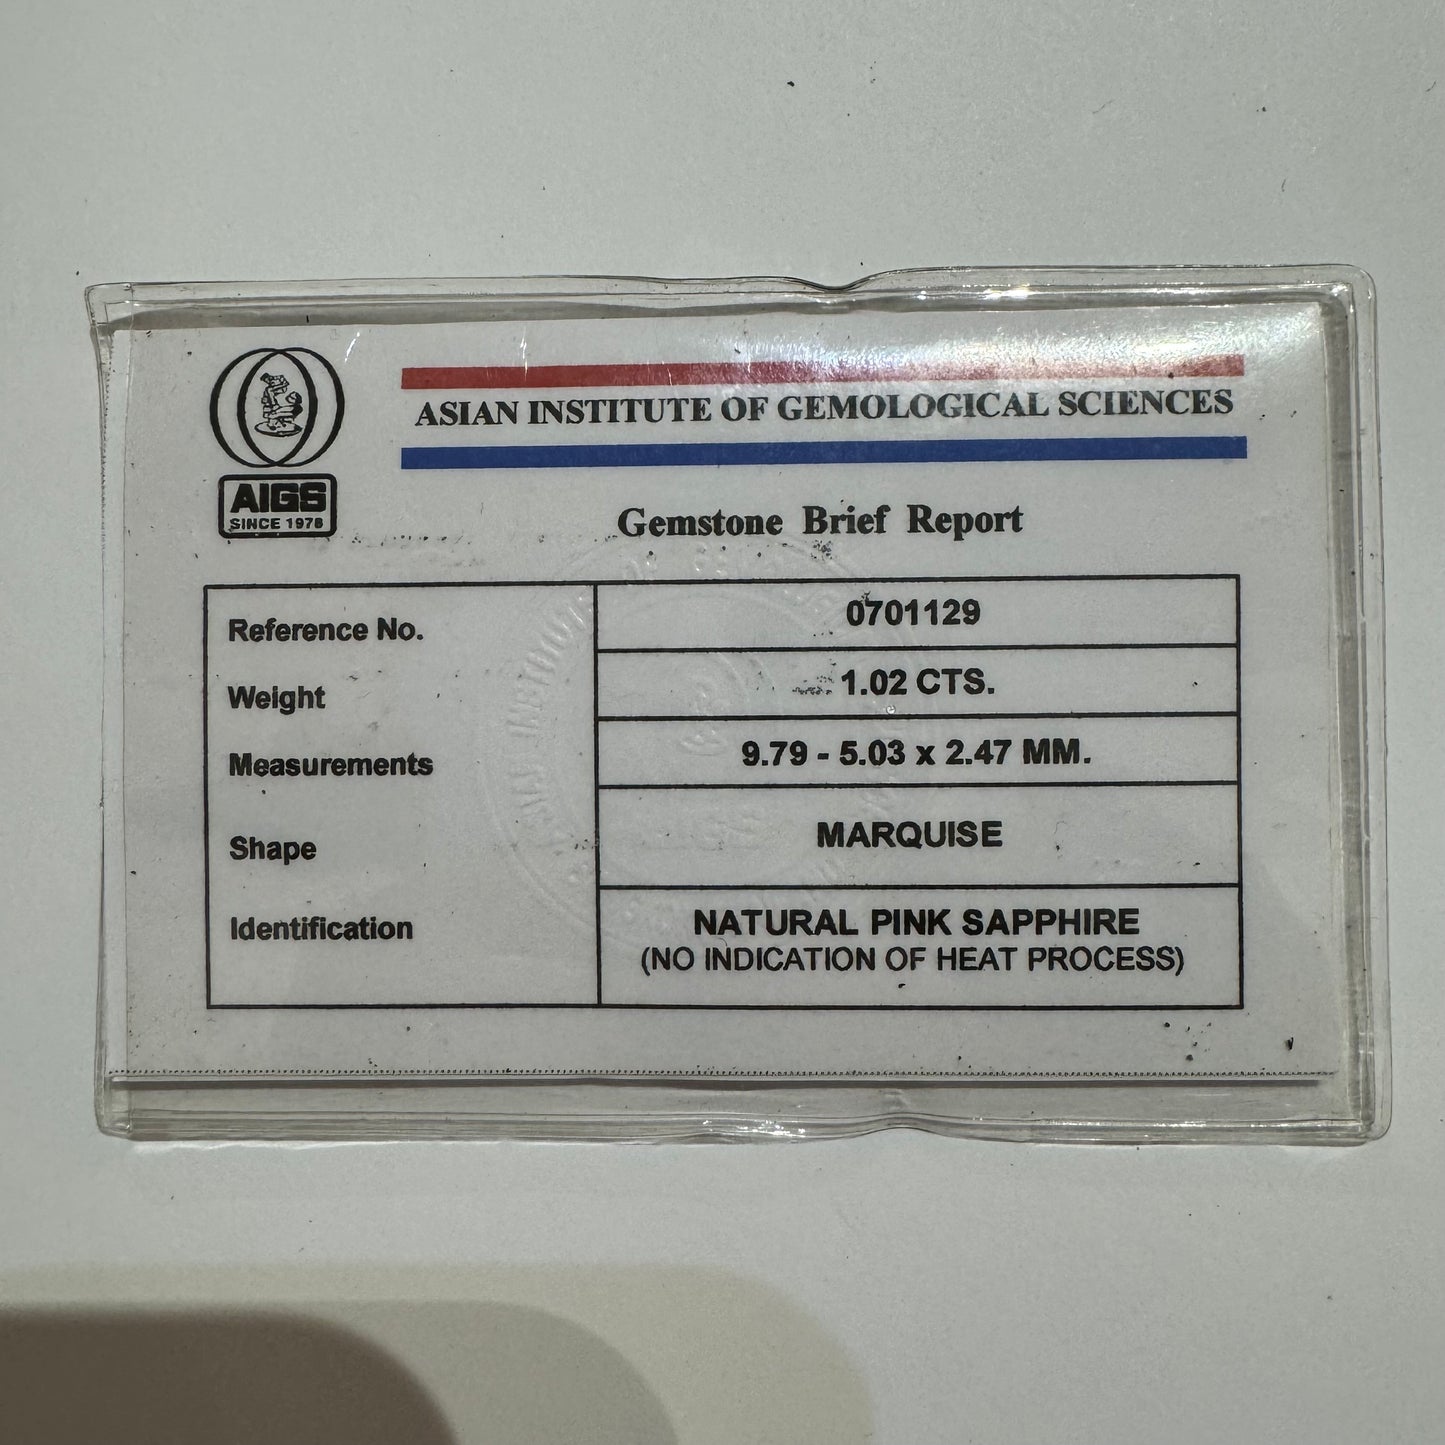 ASIAN INSTITUTE OF GEMOLOGICAL SCIENCES
AIGS
SINCE 1978
Gemstone Brief Report
Reference No. 0701129
Weight 1.02 CTS.
Measurements 9.79 - 5.03 x 2.47 MM.
Shape MARQUISE
Identification NATURAL PINK SAPPHIRE
(NO INDICATION OF HEAT PROCESS)